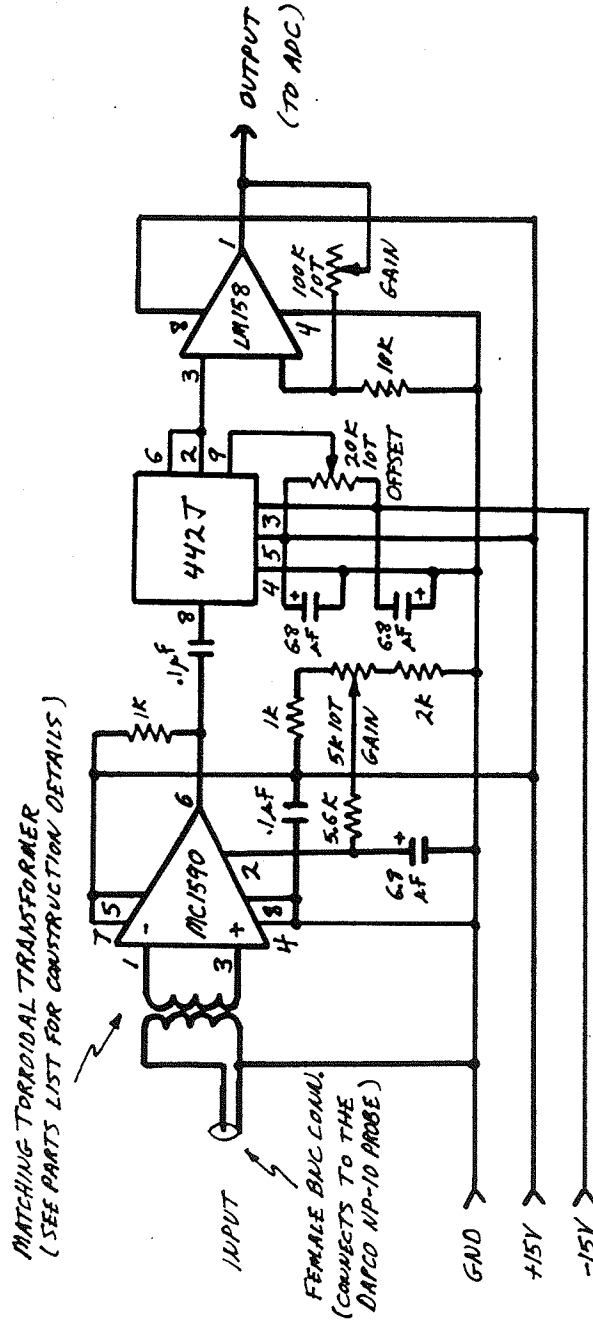 MATCHING TORROIDAL TRANSFORMER
(SEE PARTS LIST FOR CONSTRUCTION DETAILS)
INPUT
FEMALE BNC CONN.
(CONNECTS TO THE
DAPCO NP-10 PROBE)
1
3
-
+
MC1590
7
5
4
8
2
6
1K
.1µF
.1µF
5.6K
6.8
µF
+
1K
5K 10T
GAIN
2K
8
442J
6
2
9
4
5
3
6.8
µF
+
6.8
µF
+
20K
10T
OFFSET
3
8
LM158
1
4
100K
10T
GAIN
10K
OUTPUT
(TO ADC)
GND
+15V
-15V